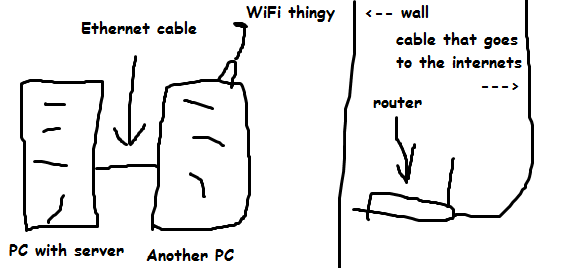 Ethernet cable
WiFi thingy
<-- wall
cable that goes
to the internets
--->
router
PC with server
Another PC